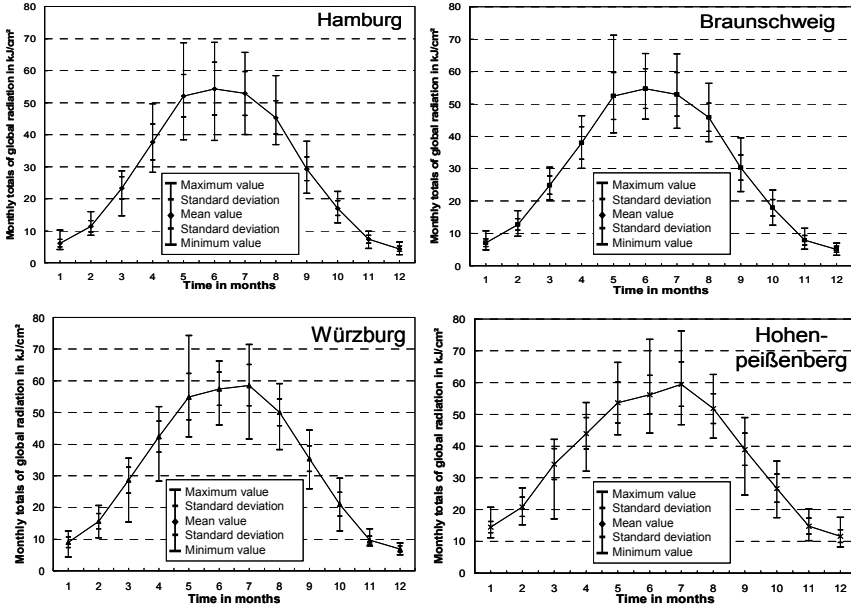 Hamburg
Monthly totals of global radiation in kJ/cm²
80
70
60
50
40
30
20
10
0
Maximum value
Standard deviation
Mean value
Standard deviation
Minimum value
1 2 3 4 5 6 7 8 9 10 11 12
Time in months
Braunschweig
Monthly totals of global radiation in kJ/cm²
80
70
60
50
40
30
20
10
0
Maximum value
Standard deviation
Mean value
Standard deviation
Minimum value
1 2 3 4 5 6 7 8 9 10 11 12
Time in months
Würzburg
Monthly totals of global radiation in kJ/cm²
80
70
60
50
40
30
20
10
0
Maximum value
Standard deviation
Mean value
Standard deviation
Minimum value
1 2 3 4 5 6 7 8 9 10 11 12
Time in months
Hohen-
peißenberg
Monthly totals of global radiation in kJ/cm²
80
70
60
50
40
30
20
10
0
Maximum value
Standard deviation
Mean value
Standard deviation
Minimum value
1 2 3 4 5 6 7 8 9 10 11 12
Time in months